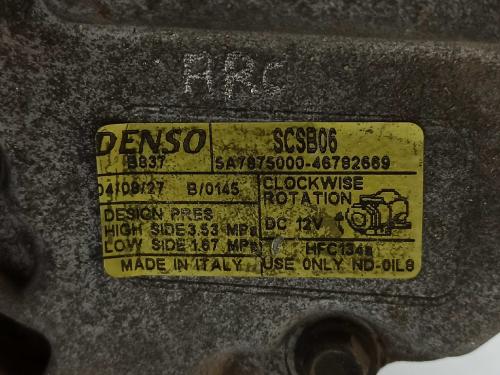 ARC
DENSO SCSB06
B837 5A7875000-46782669
04/09/27 B/0145 CLOCKWISE
ROTATION
DESIGN PRES DC 12V
HIGH SIDE 3.53 MPa
LOW SIDE 1.67 MPa HFC134a
MADE IN ITALY USE ONLY ND-OIL8